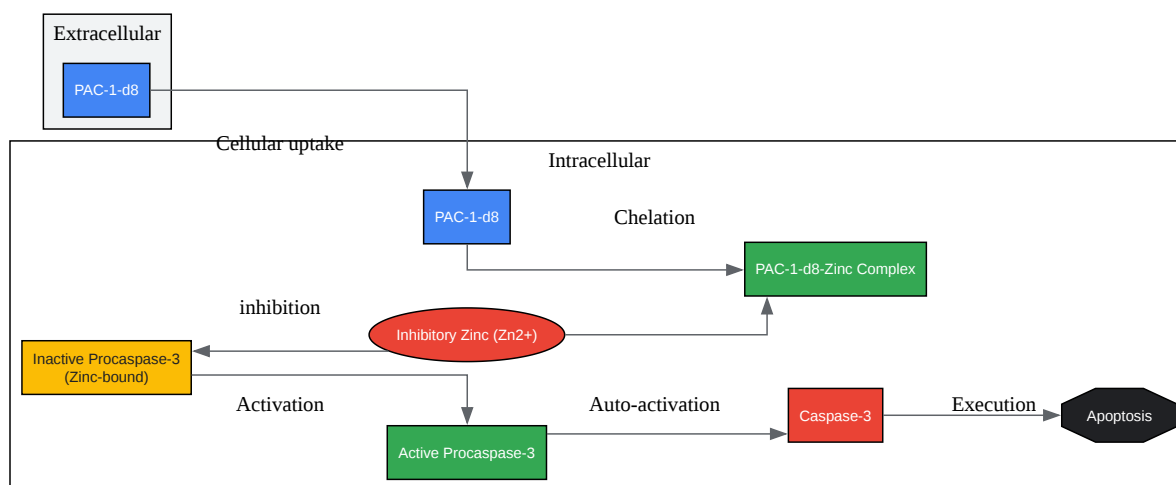 Extracellular
PAC-1-d8
Cellular uptake
Intracellular
PAC-1-d8
Chelation
PAC-1-d8-Zinc Complex
inhibition
Inhibitory Zinc (Zn2+)
Inactive Procaspase-3
(Zinc-bound)
Activation
Auto-activation
Caspase-3
Execution
Apoptosis
Active Procaspase-3